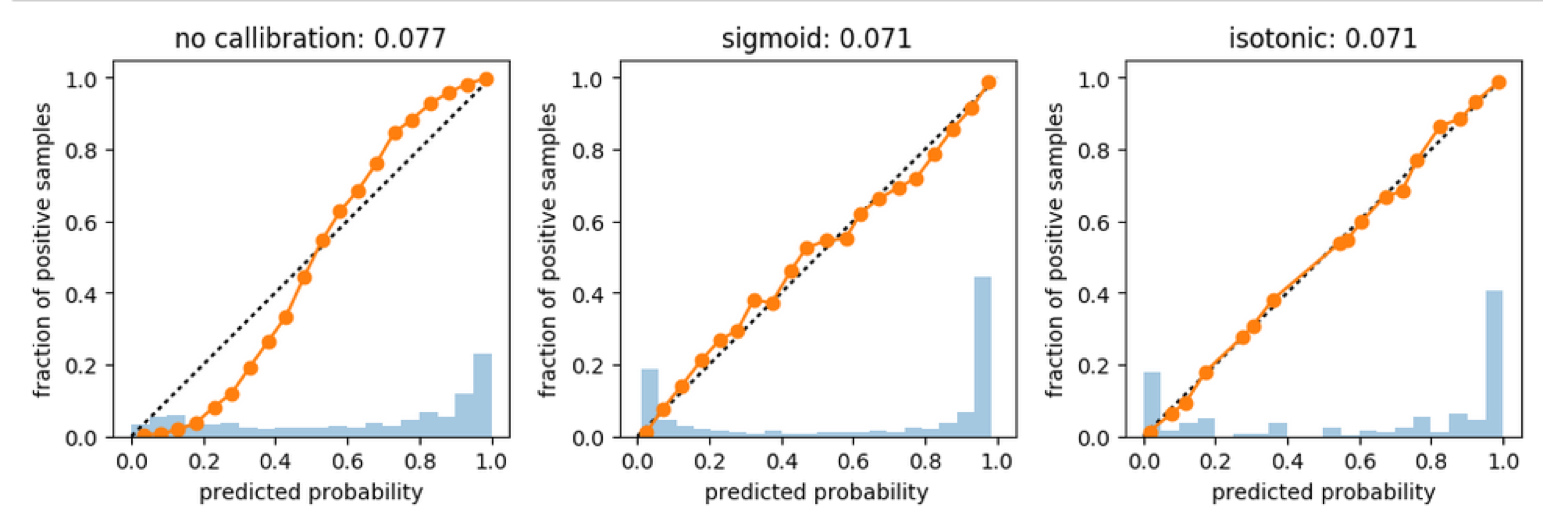 no callibration: 0.077
fraction of positive samples
1.0
0.8
0.6
0.4
0.2
0.0
0.0 0.2 0.4 0.6 0.8 1.0
predicted probability
sigmoid: 0.071
fraction of positive samples
1.0
0.8
0.6
0.4
0.2
0.0
0.0 0.2 0.4 0.6 0.8 1.0
predicted probability
isotonic: 0.071
fraction of positive samples
1.0
0.8
0.6
0.4
0.2
0.0
0.0 0.2 0.4 0.6 0.8 1.0
predicted probability